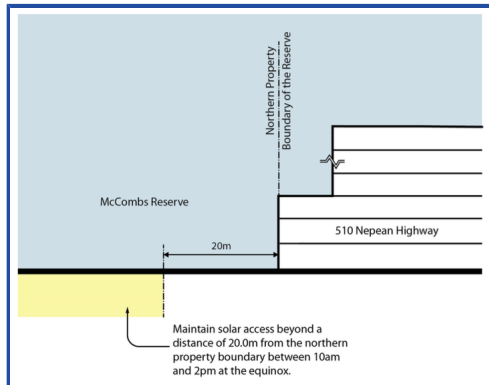 Northern Property
Boundary of the Reserve
McCombs Reserve
510 Nepean Highway
20m
Maintain solar access beyond a
distance of 20.0m from the northern
property boundary between 10am
and 2pm at the equinox.